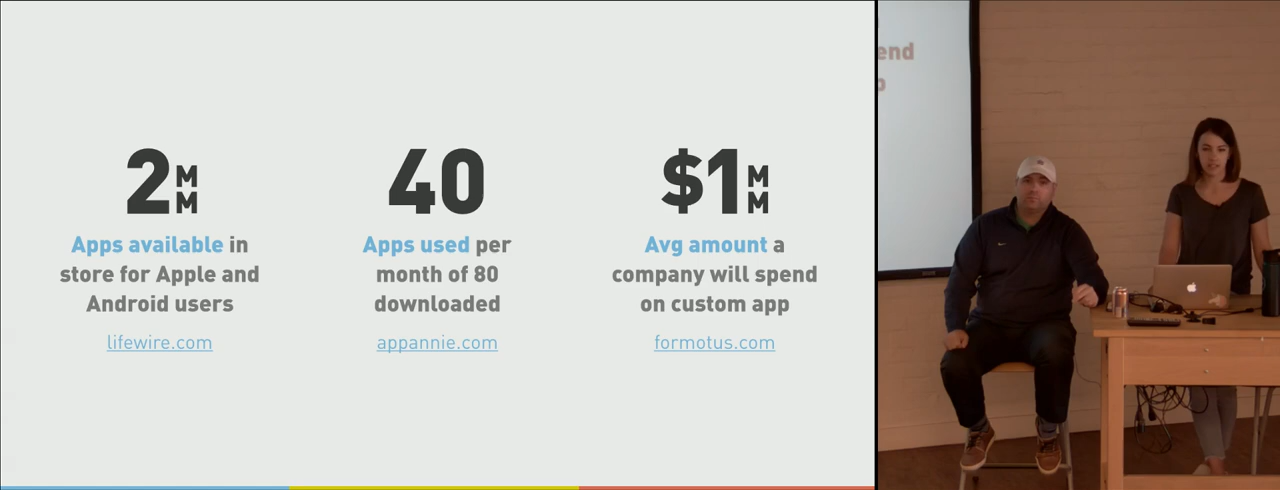 2MM
Apps available in
store for Apple and
Android users
lifewire.com
40
Apps used per
month of 80
downloaded
appannie.com
$1MM
Avg amount a
company will spend
on custom app
formotus.com
end